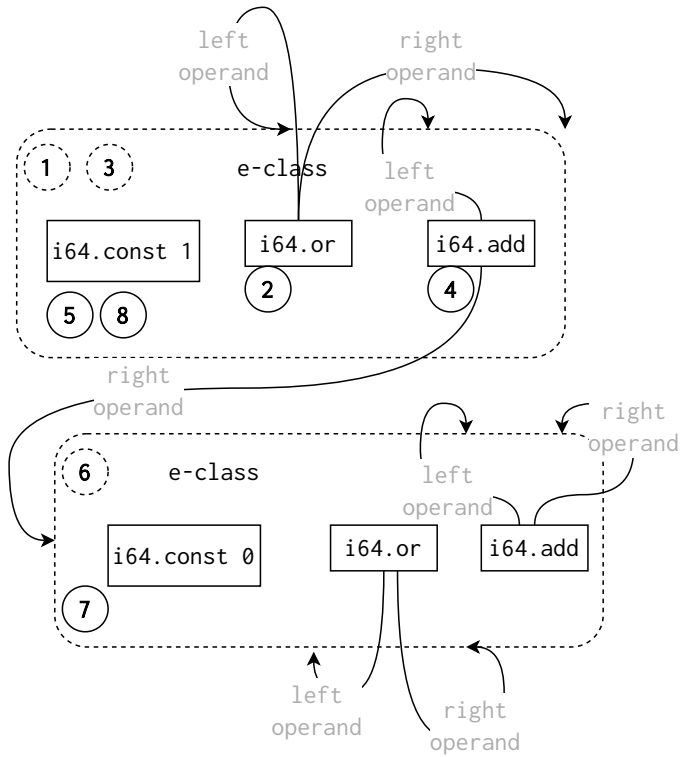 left
operand
right
operand
1
3
e-class
left
operand
i64.const 1
i64.or
i64.add
5
8
2
4
right
operand
6
e-class
left
operand
right
operand
i64.const 0
i64.or
i64.add
7
left
operand
right
operand